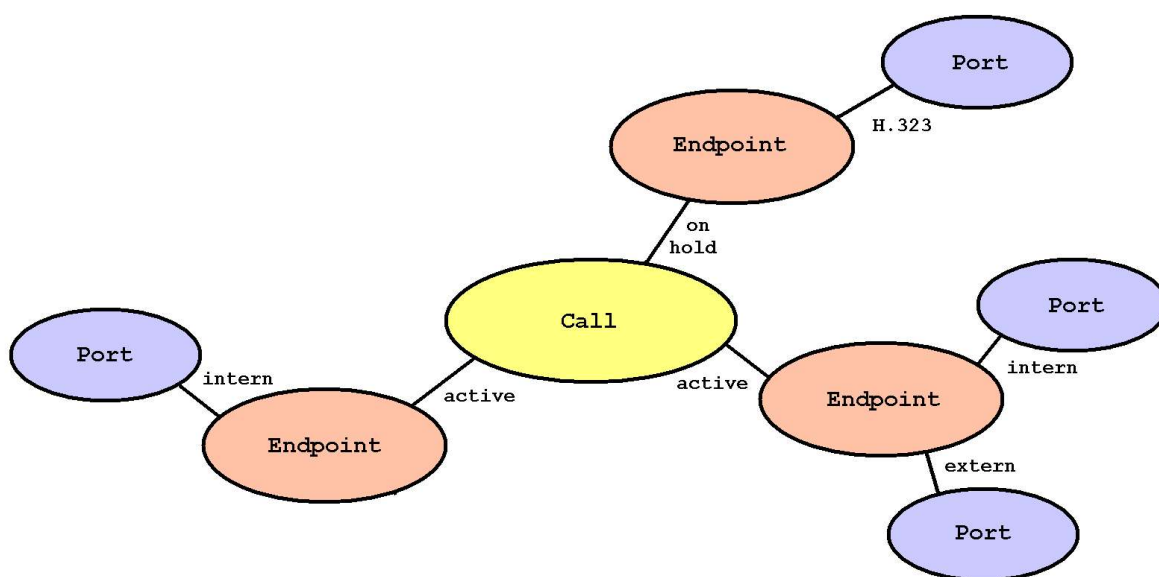 Port
H.323
Endpoint
on
hold
Call
Port
intern
active
Endpoint
active
Endpoint
Port
intern
extern
Port